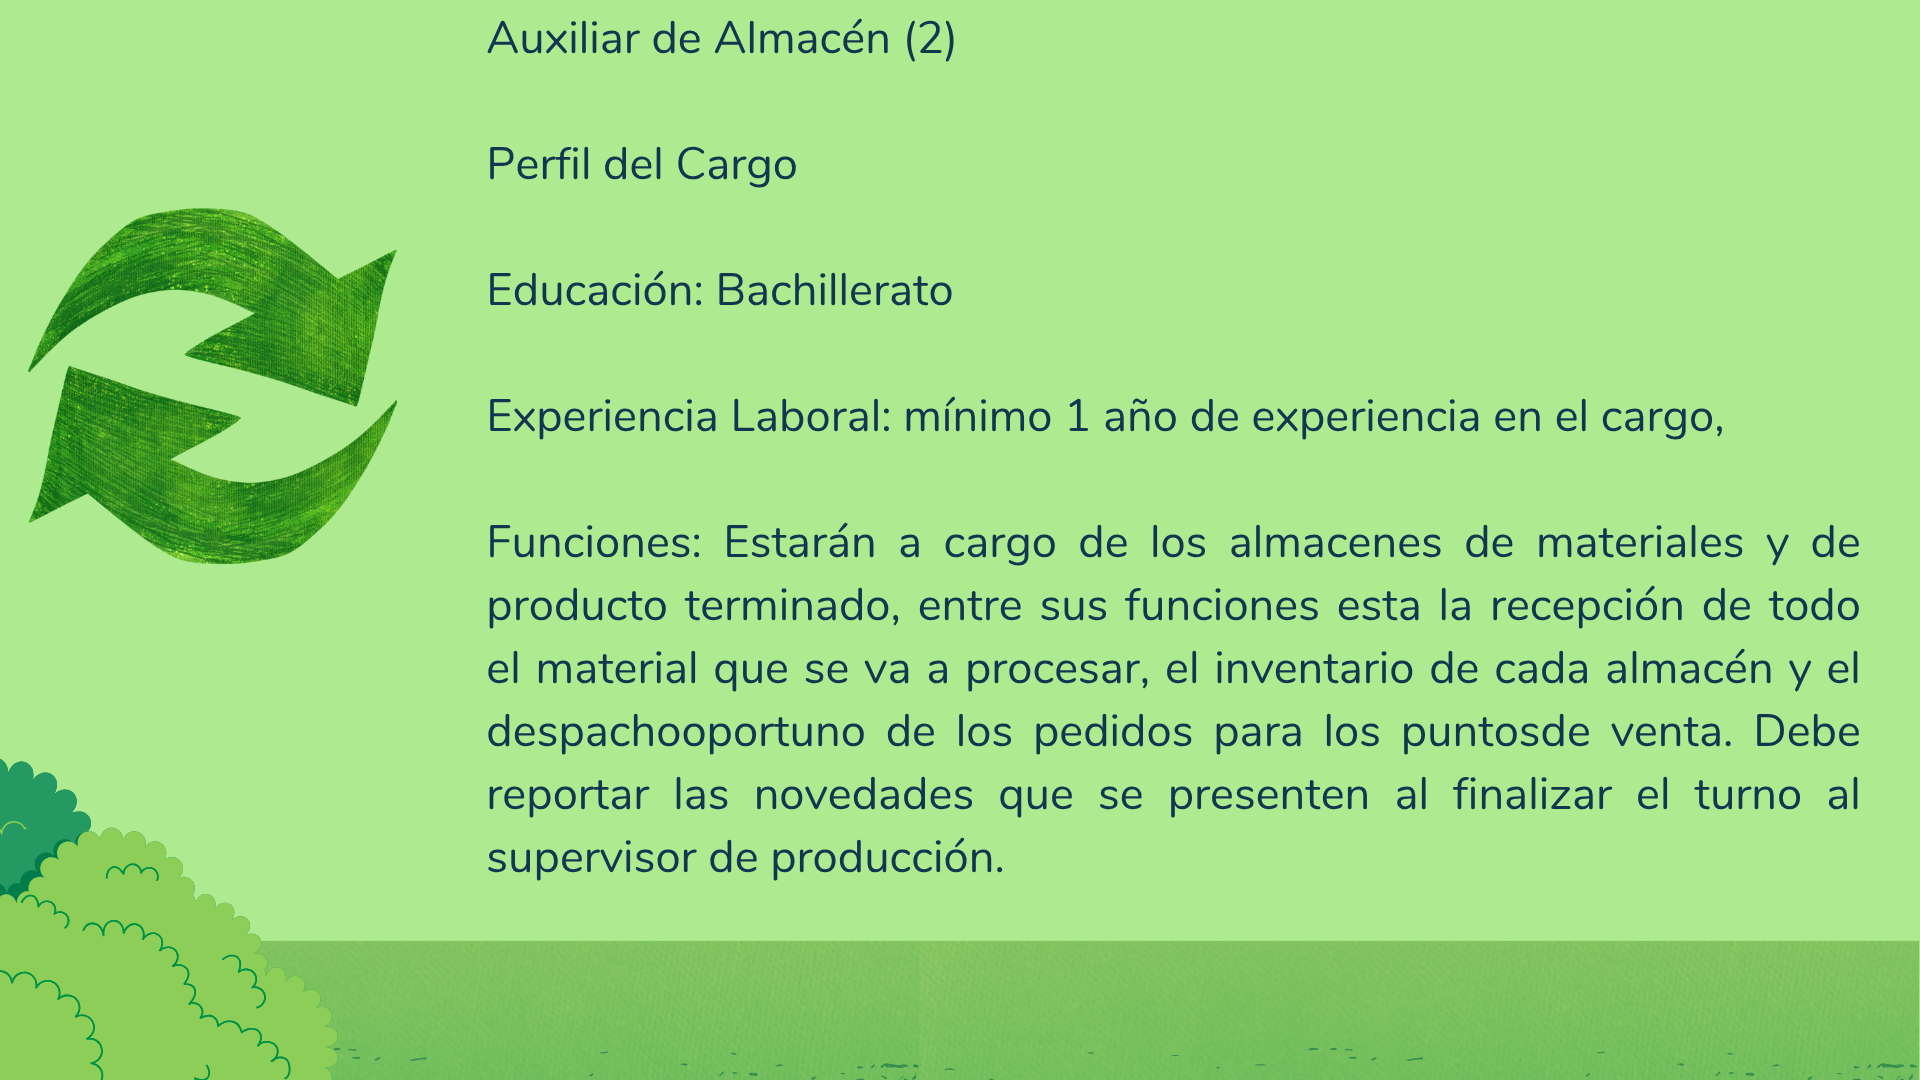 Auxiliar de Almacén (2)
Perfil del Cargo
Educación: Bachillerato
Experiencia Laboral: mínimo 1 año de experiencia en el cargo,
Funciones: Estarán a cargo de los almacenes de materiales y de
producto terminado, entre sus funciones esta la recepción de todo
el material que se va a procesar, el inventario de cada almacén y el
despachooportuno de los pedidos para los puntosde venta. Debe
reportar las novedades que se presenten al finalizar el turno al
supervisor de producción.